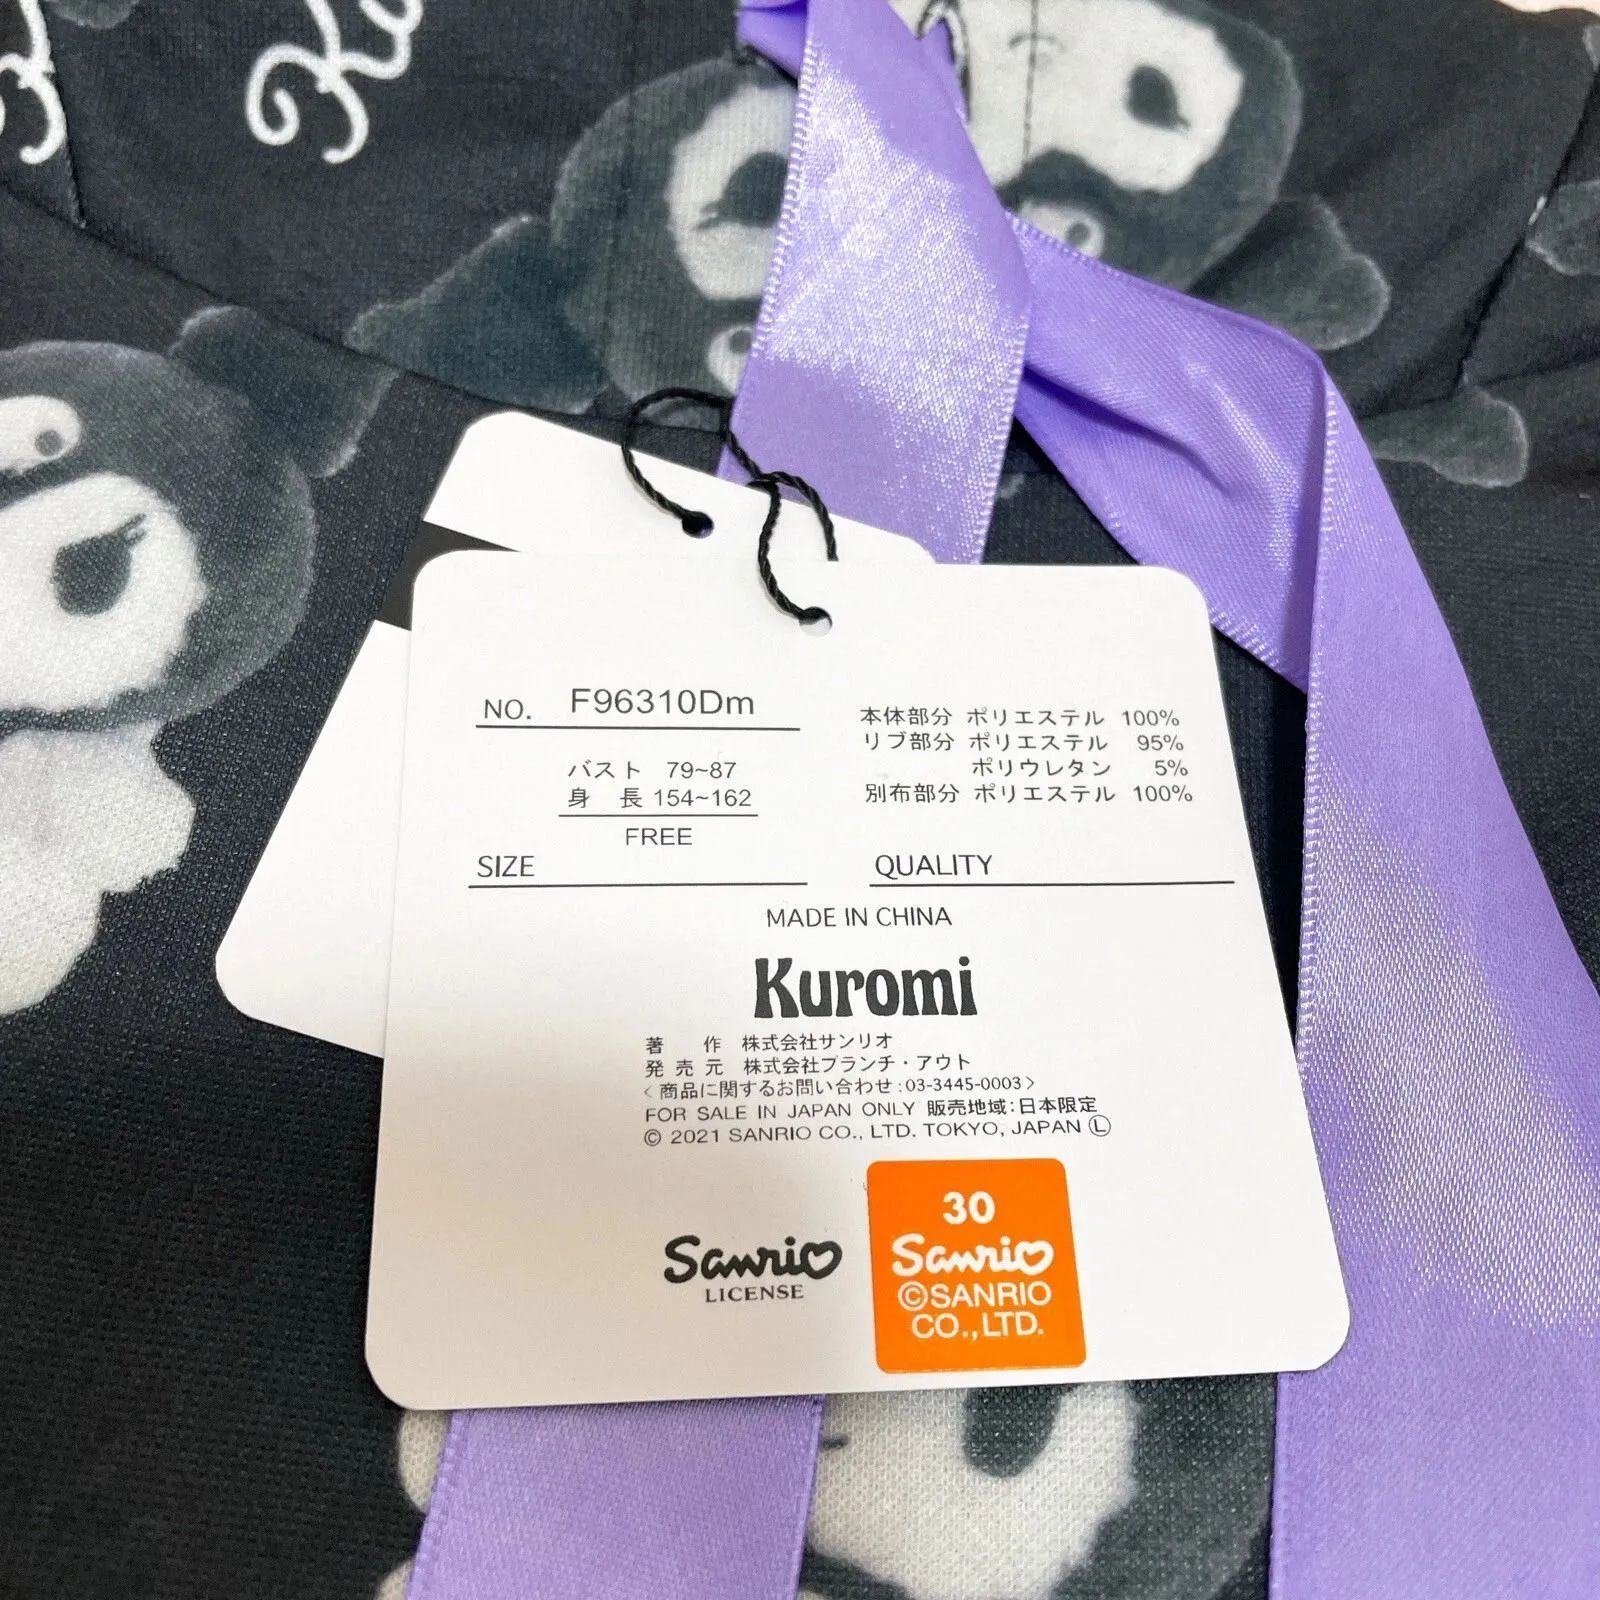 Ku
NO. F96310Dm
バスト 79~87
身 長 154~162
FREE
SIZE
本体部分 ポリエステル 100%
リブ部分 ポリエステル 95%
ポリウレタン 5%
別布部分 ポリエステル 100%
QUALITY
MADE IN CHINA
Kuromi
著 作 株式会社サンリオ
発 売 元 株式会社ブランチ・アウト
<商品に関するお問い合わせ:03-3445-0003>
FOR SALE IN JAPAN ONLY 販売地域:日本限定
© 2021 SANRIO CO., LTD. TOKYO, JAPAN Ⓛ
Sanrio
LICENSE
30
Sanrio
©SANRIO
CO.,LTD.